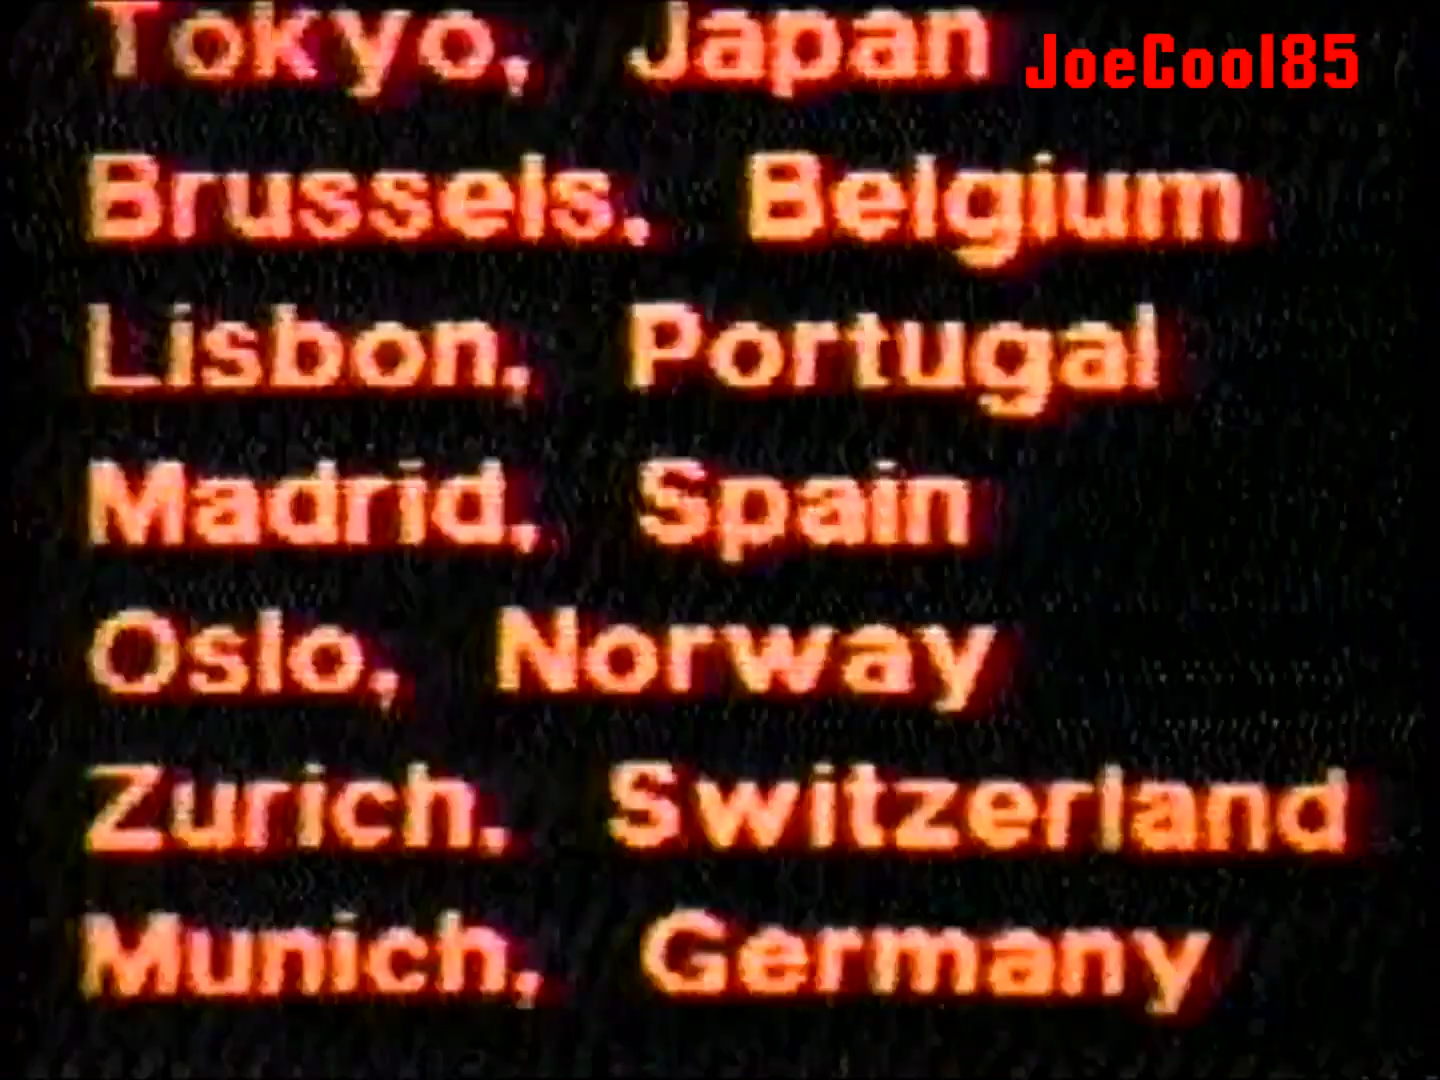 Tokyo, Japan
JoeCool85
Brussels, Belgium
Lisbon, Portugal
Madrid, Spain
Oslo, Norway
Zurich, Switzerland
Munich, Germany